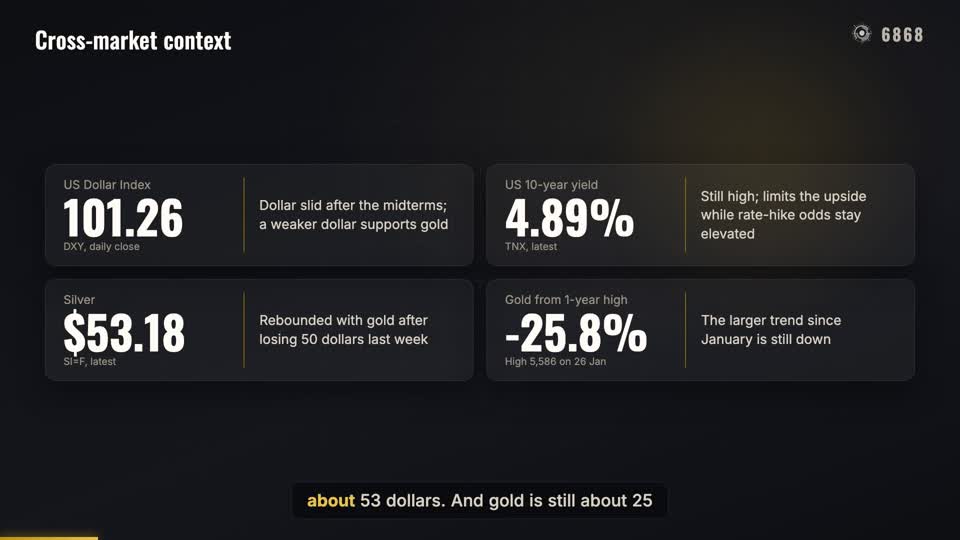 Cross-market context
6868
US Dollar Index
101.26
DXY, daily close
Dollar slid after the midterms;
a weaker dollar supports gold
US 10-year yield
4.89%
TNX, latest
Still high; limits the upside
while rate-hike odds stay
elevated
Silver
$53.18
SI=F, latest
Rebounded with gold after
losing 50 dollars last week
Gold from 1-year high
-25.8%
High 5,586 on 26 Jan
The larger trend since
January is still down
about 53 dollars. And gold is still about 25